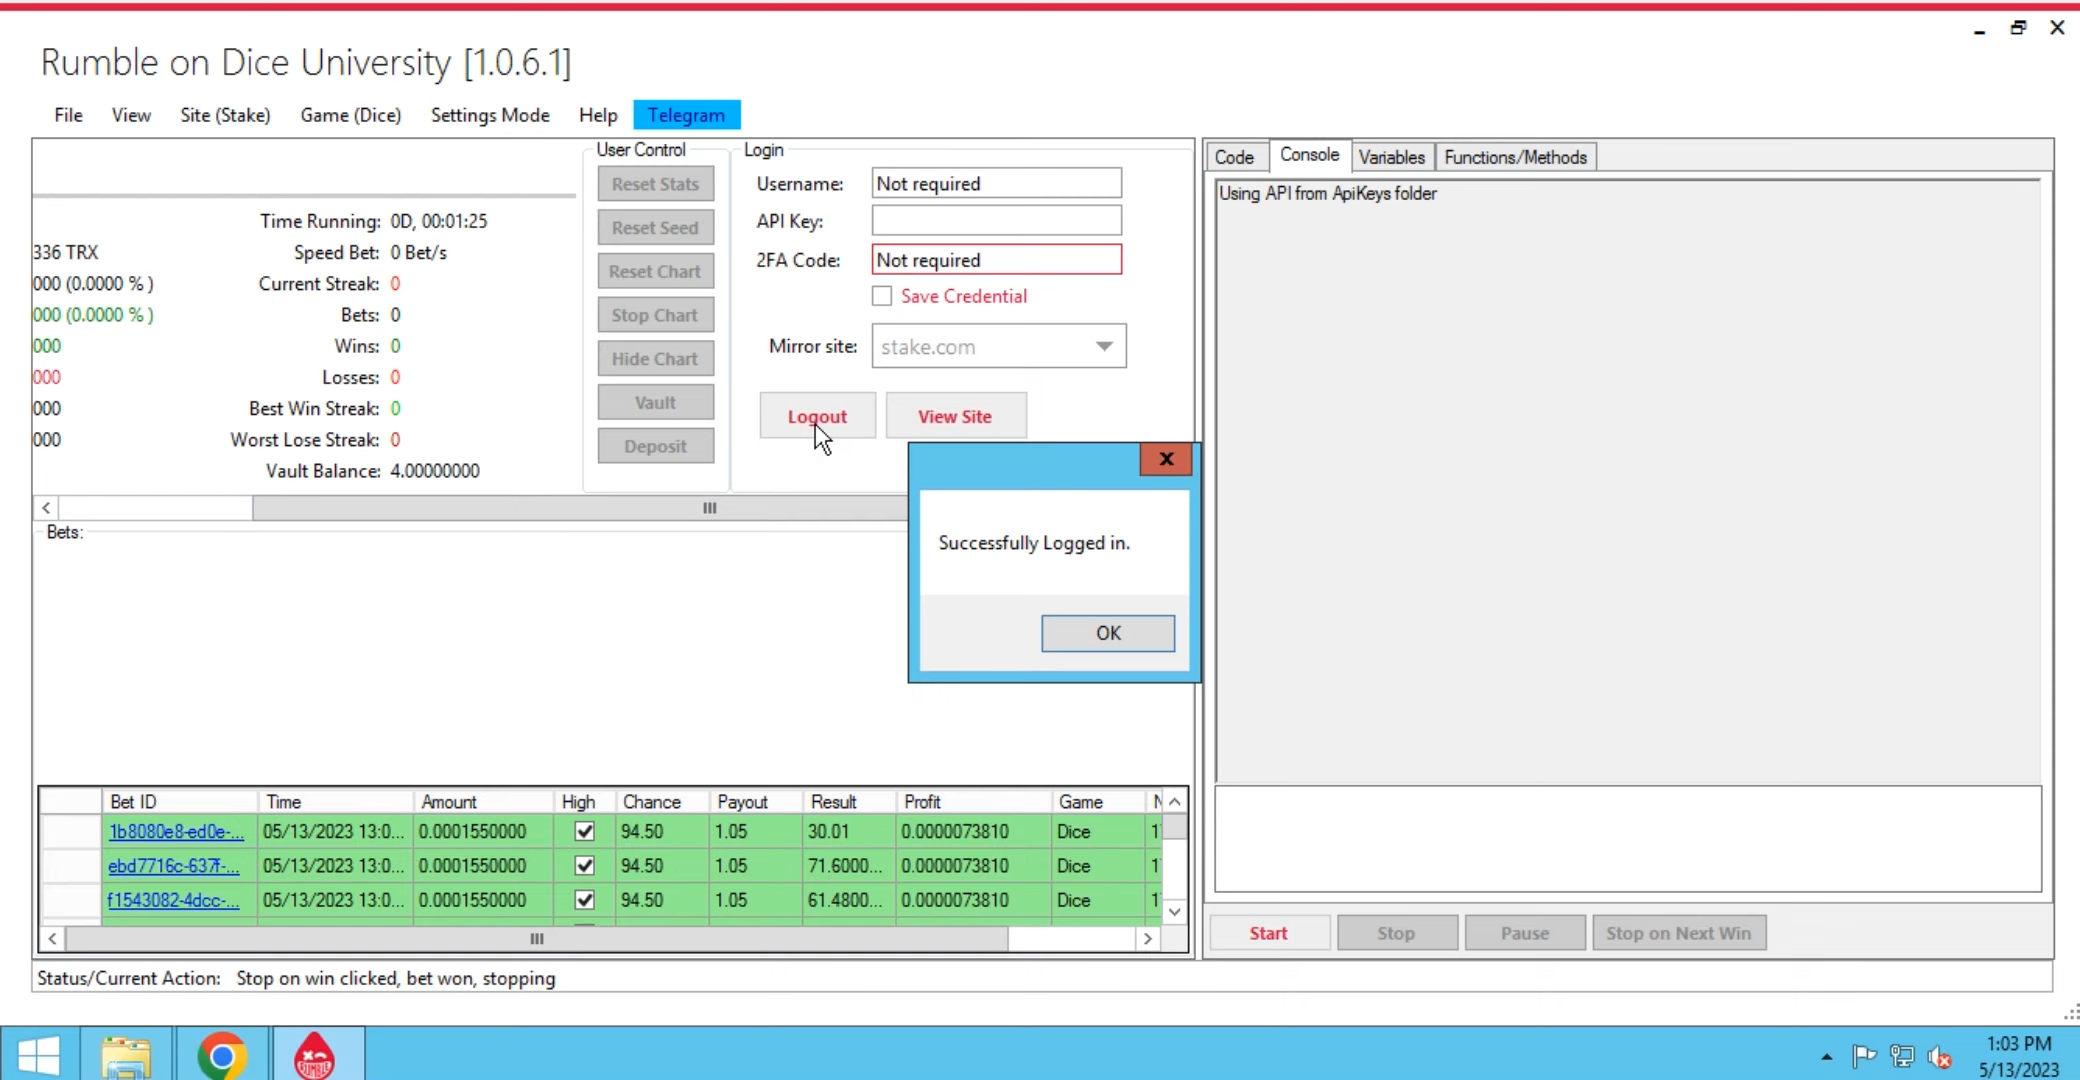 Rumble on Dice University [1.0.6.1]
File View Site (Stake) Game (Dice) Settings Mode Help Telegram
Time Running: 0D, 00:01:25
336 TRX Speed Bet: 0 Bet/s
000 (0.0000 % ) Current Streak: 0
000 (0.0000 % ) Bets: 0
000 Wins: 0
000 Losses: 0
000 Best Win Streak: 0
000 Worst Lose Streak: 0
Vault Balance: 4.00000000
User Control
Reset Stats
Reset Seed
Reset Chart
Stop Chart
Hide Chart
Vault
Deposit
Login
Username: Not required
API Key:
2FA Code: Not required
Save Credential
Mirror site: stake.com
Logout View Site
Successfully Logged in.
OK
Code Console Variables Functions/Methods
Using API from ApiKeys folder
Bets:
Bet ID Time Amount High Chance Payout Result Profit Game
1b8080e8-ed0e-... 05/13/2023 13:0... 0.0001550000 94.50 1.05 30.01 0.0000073810 Dice 1
ebd7716c-637f-... 05/13/2023 13:0... 0.0001550000 94.50 1.05 71.6000... 0.0000073810 Dice 1
f1543082-4dcc-... 05/13/2023 13:0... 0.0001550000 94.50 1.05 61.4800... 0.0000073810 Dice 1
Start Stop Pause Stop on Next Win
Status/Current Action: Stop on win clicked, bet won, stopping
RUMBLE
1:03 PM
5/13/2023